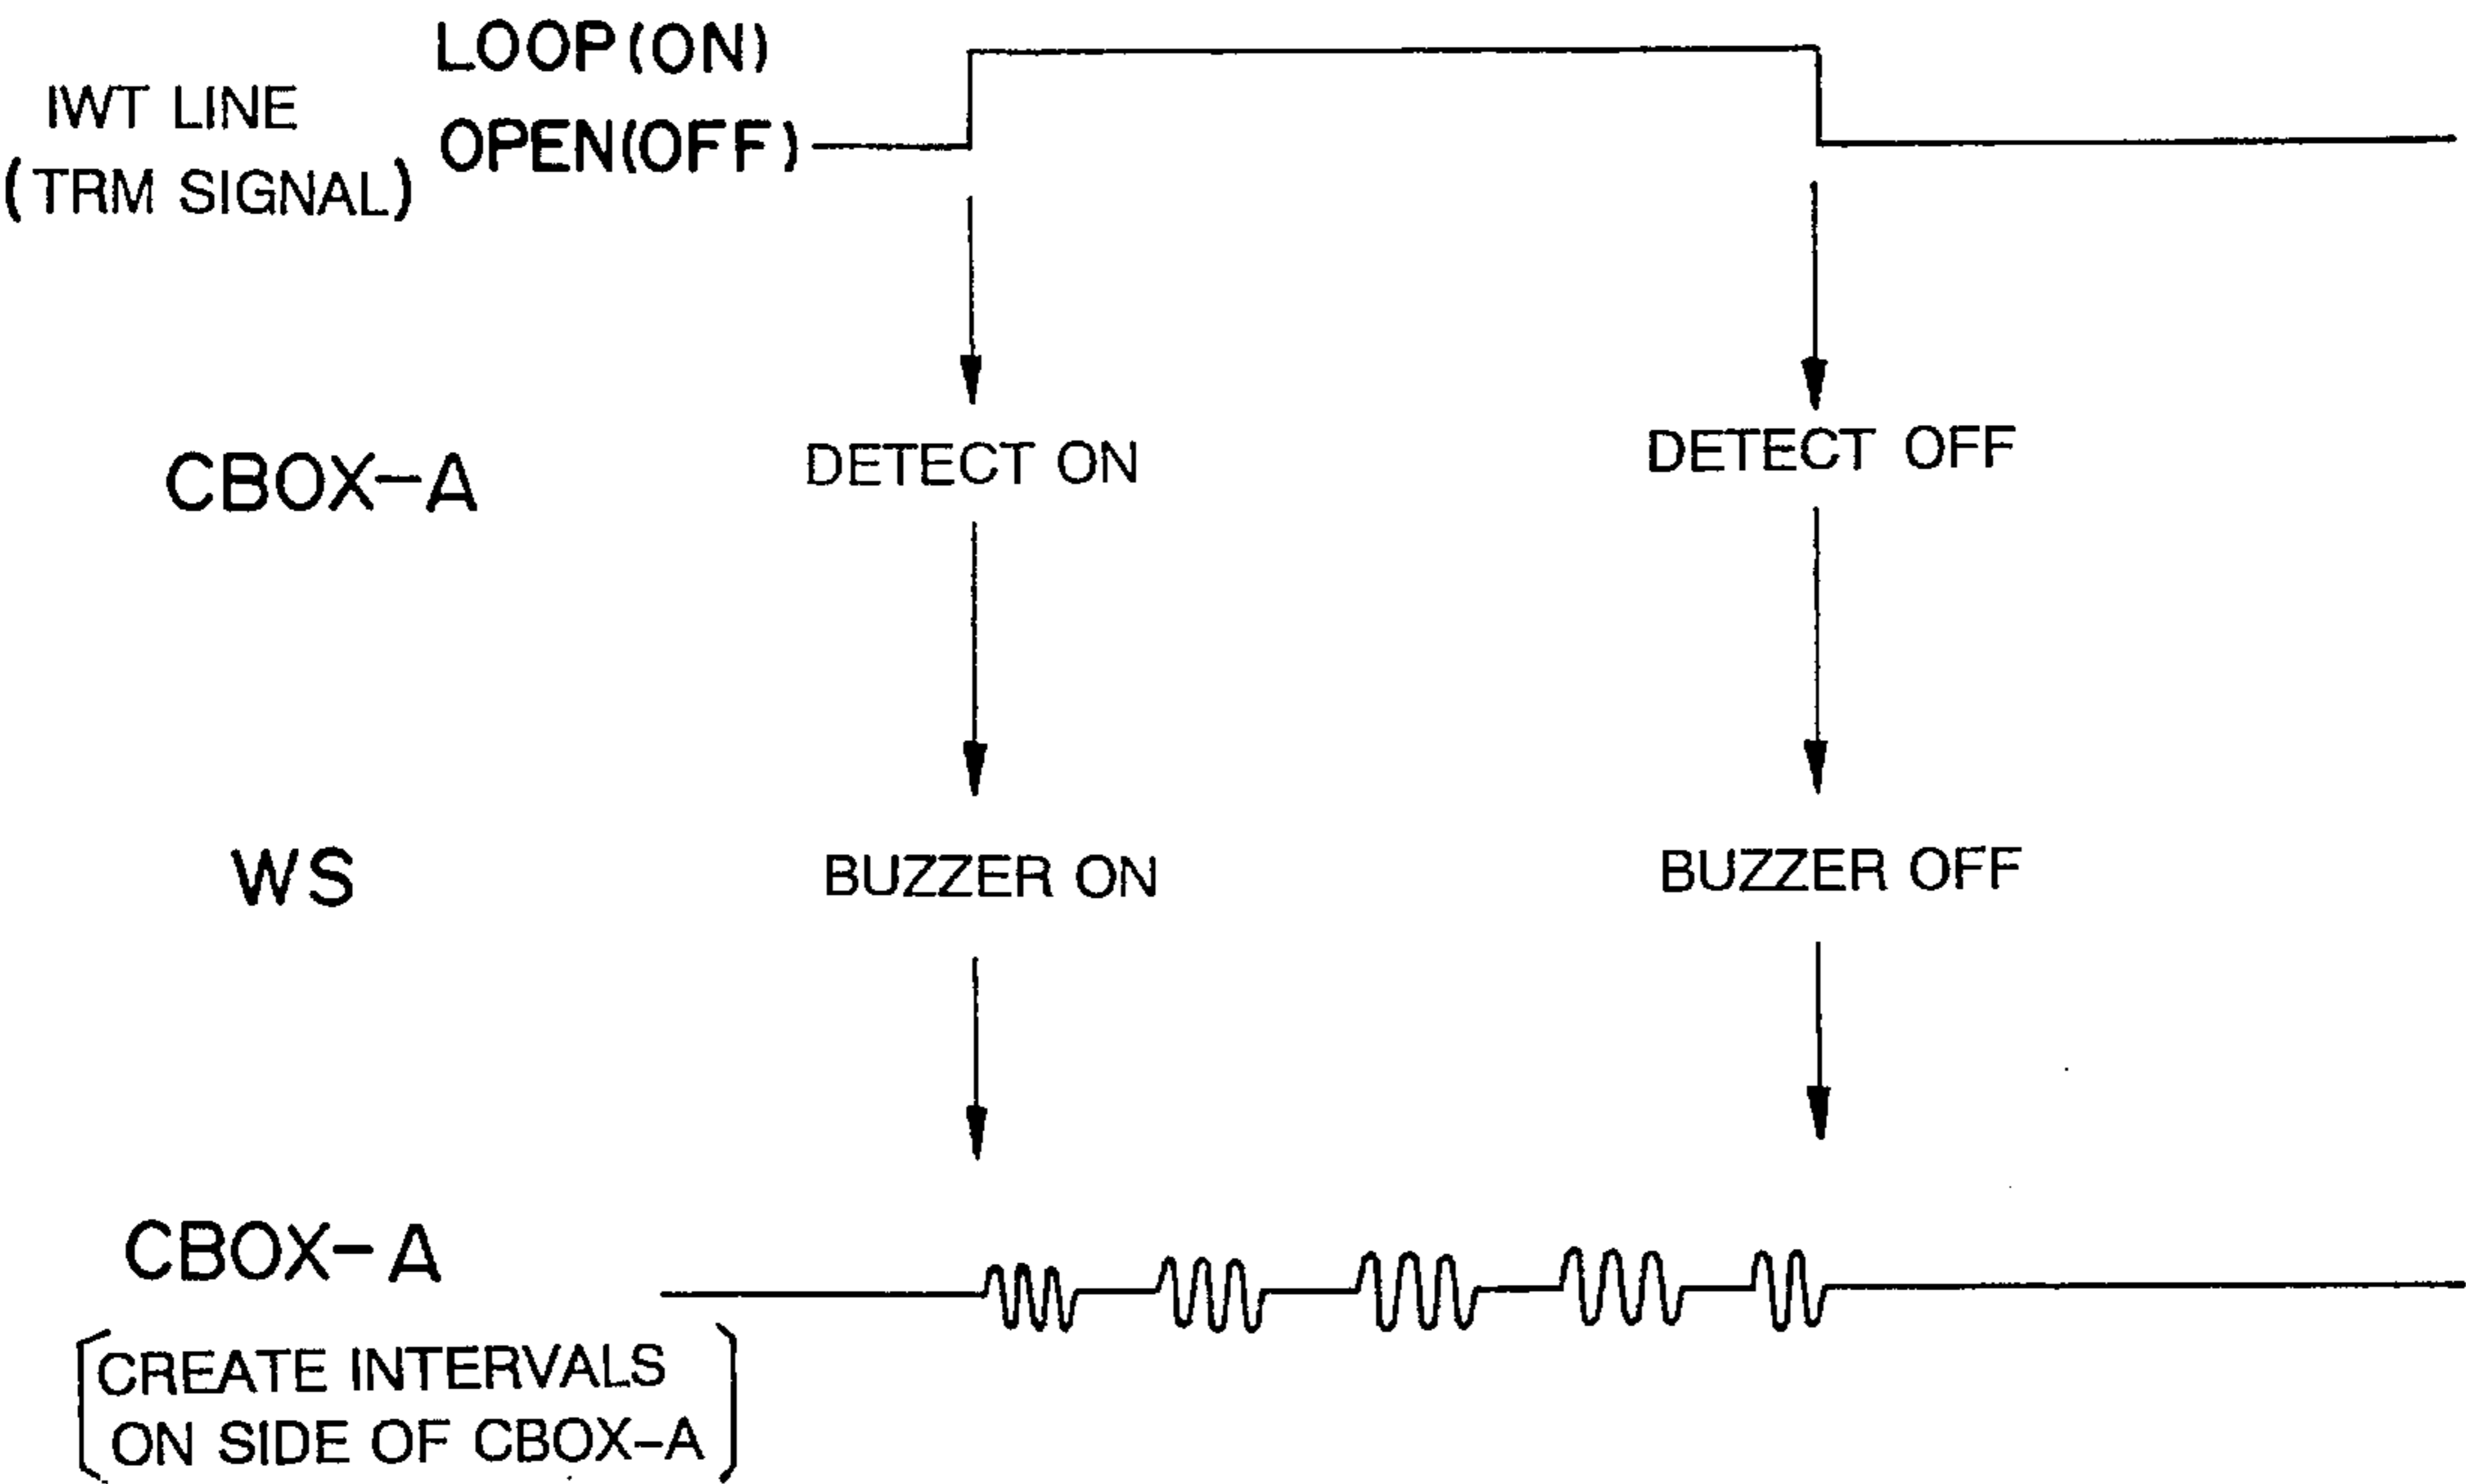 LOOP(ON)
IWT LINE
OPEN(OFF)
(TRM SIGNAL)
CBOX-A
DETECT ON
DETECT OFF
WS
BUZZER ON
BUZZER OFF
CBOX-A
[CREATE INTERVALS
ON SIDE OF CBOX-A]